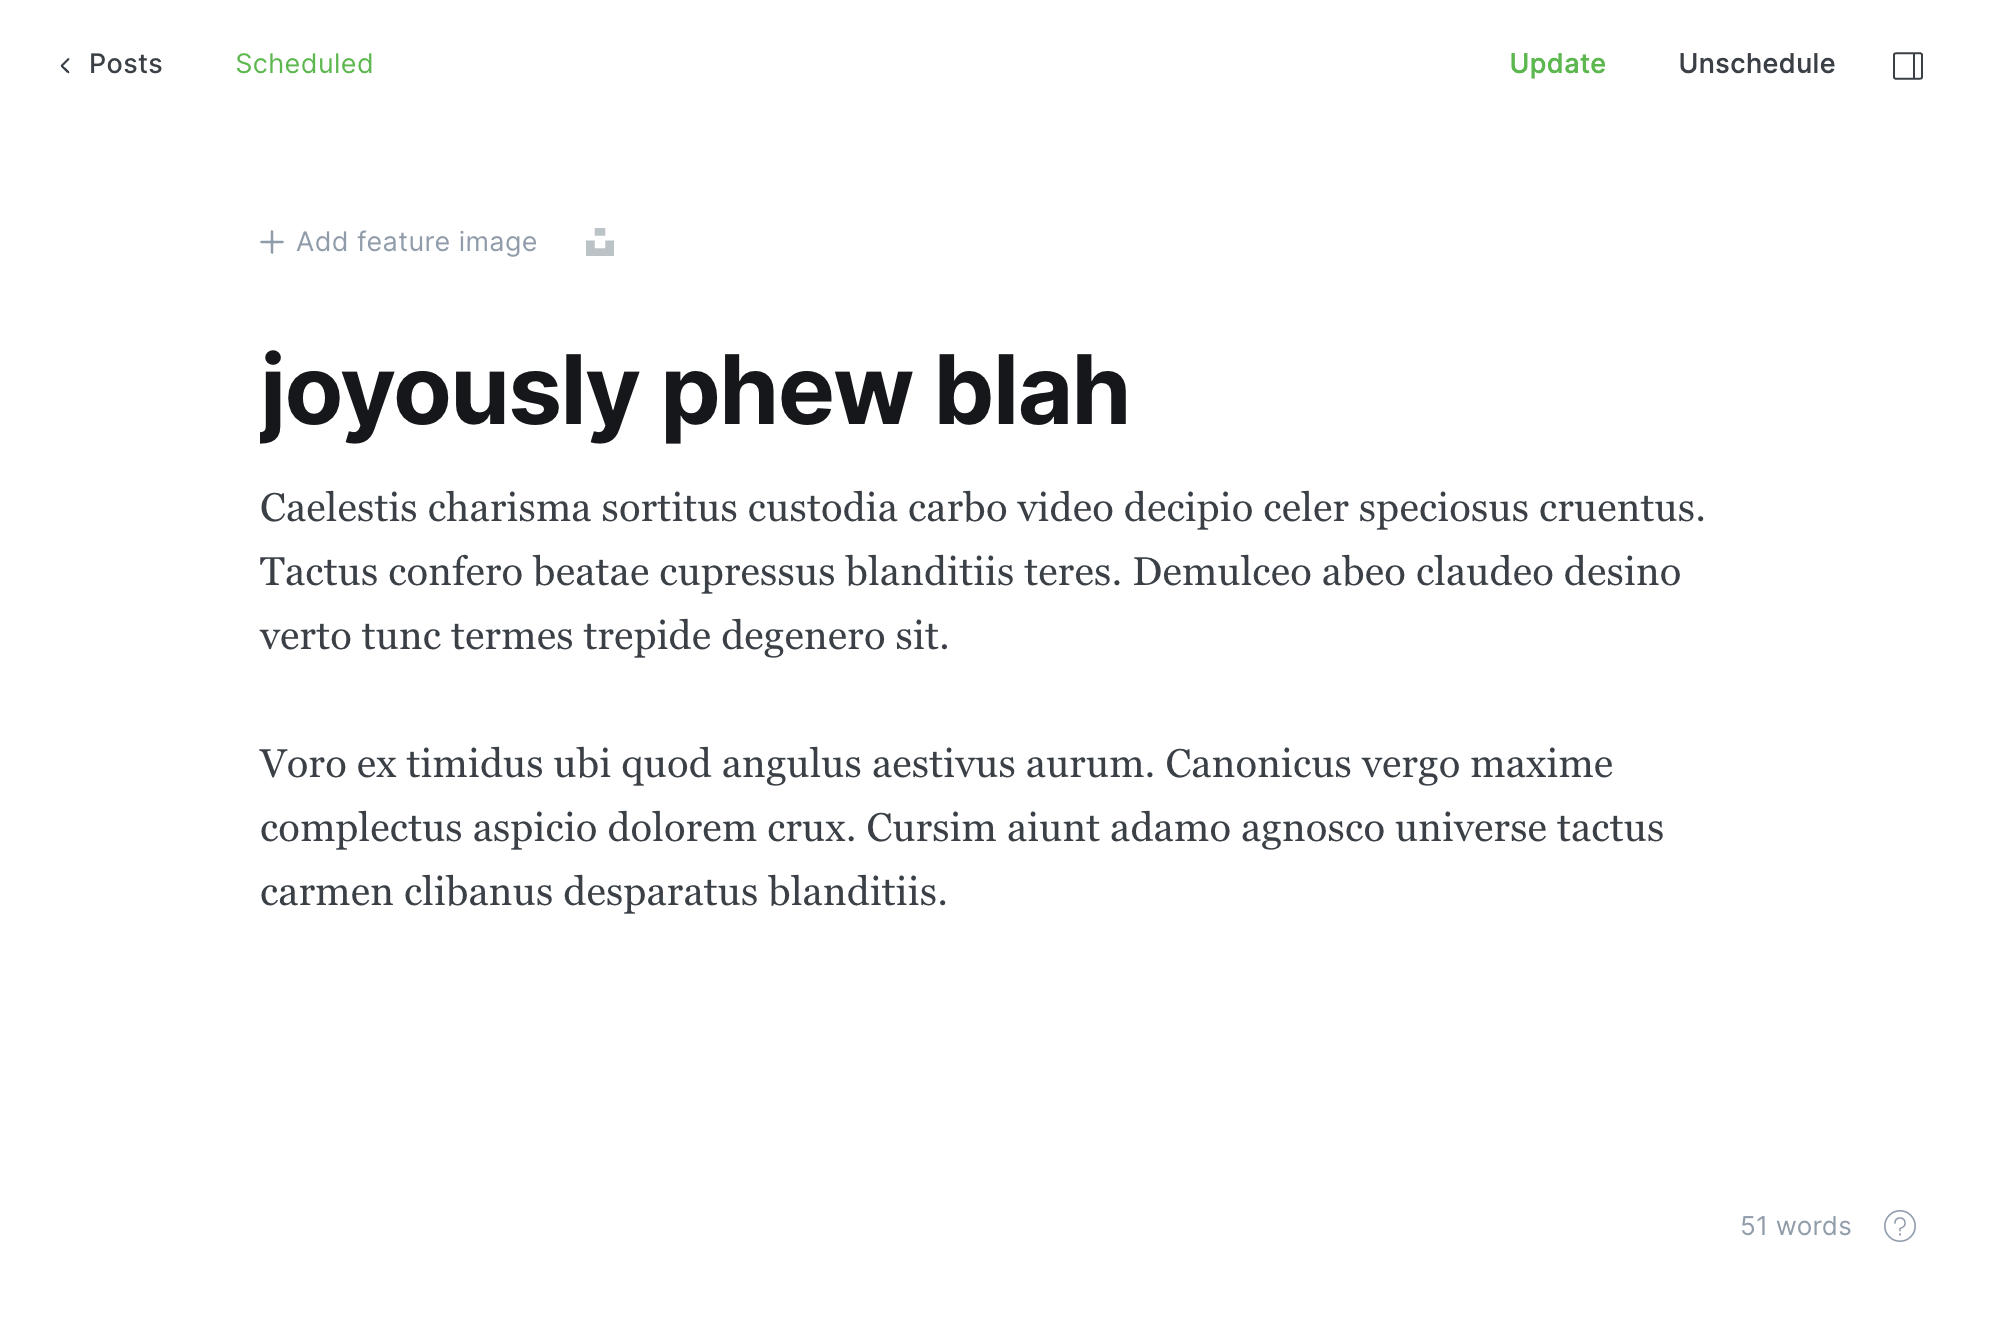 Posts Scheduled Update Unschedule
Add feature image
joyously phew blah
Caelestis charisma sortitus custodia carbo video decipio celer speciosus cruentus.
Tactus confero beatae cupressus blanditiis teres. Demulceo abeo claudeo desino
verto tunc termes trepide degenero sit.
Voro ex timidus ubi quod angulus aestivus aurum. Canonicus vergo maxime
complectus aspicio dolorem crux. Cursim aiunt adamo agnosco universe tactus
carmen clibanus desparatus blanditiis.
51 words ?